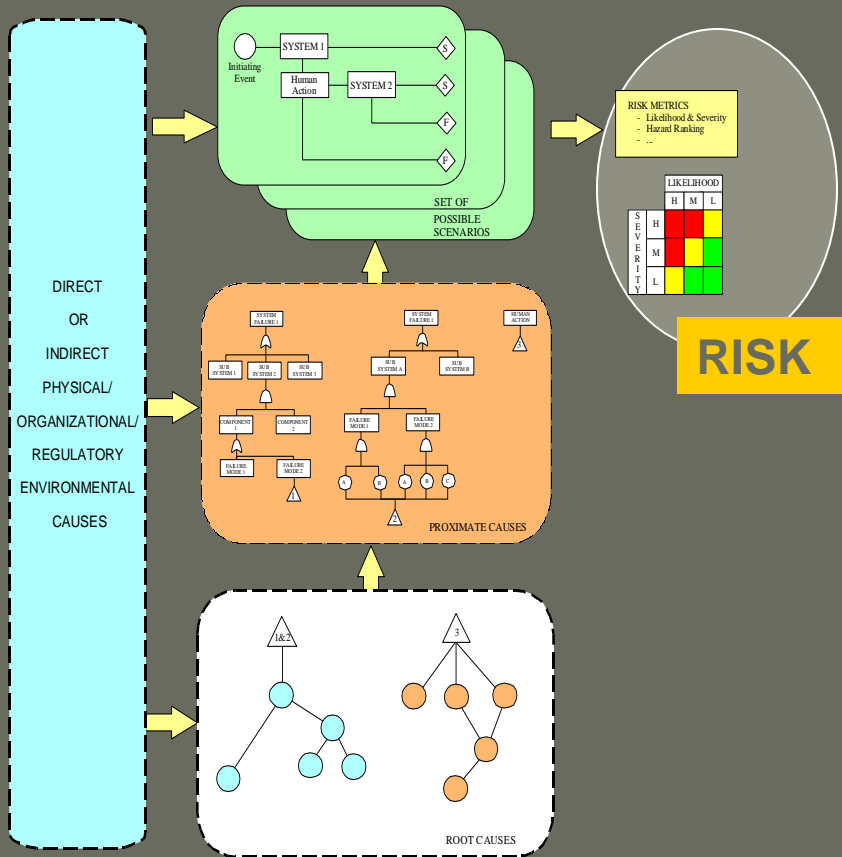 DIRECT
OR
INDIRECT
PHYSICAL/
ORGANIZATIONAL/
REGULATORY
ENVIRONMENTAL
CAUSES
Initiating
Event
SYSTEM 1
S
Human
Action
SYSTEM 2
S
F
F
SET OF
POSSIBLE
SCENARIOS
RISK METRICS
- Likelihood & Severity
- Hazard Ranking
- ...
LIKELIHOOD
H M L
SEVERITY
H
M
L
RISK
SYSTEM
FAILURE 1
SUB
SYSTEM 1
SUB
SYSTEM 2
SUB
SYSTEM 3
COMPONENT
1
COMPONENT
2
FAILURE
MODE 1
FAILURE
MODE 2
1
SYSTEM
FAILURE 1
SUB
SYSTEM A
SUB
SYSTEM B
FAILURE
MODE 1
FAILURE
MODE 2
A
B
A
B
C
2
HUMAN
ACTION
3
PROXIMATE CAUSES
1&2
3
ROOT CAUSES